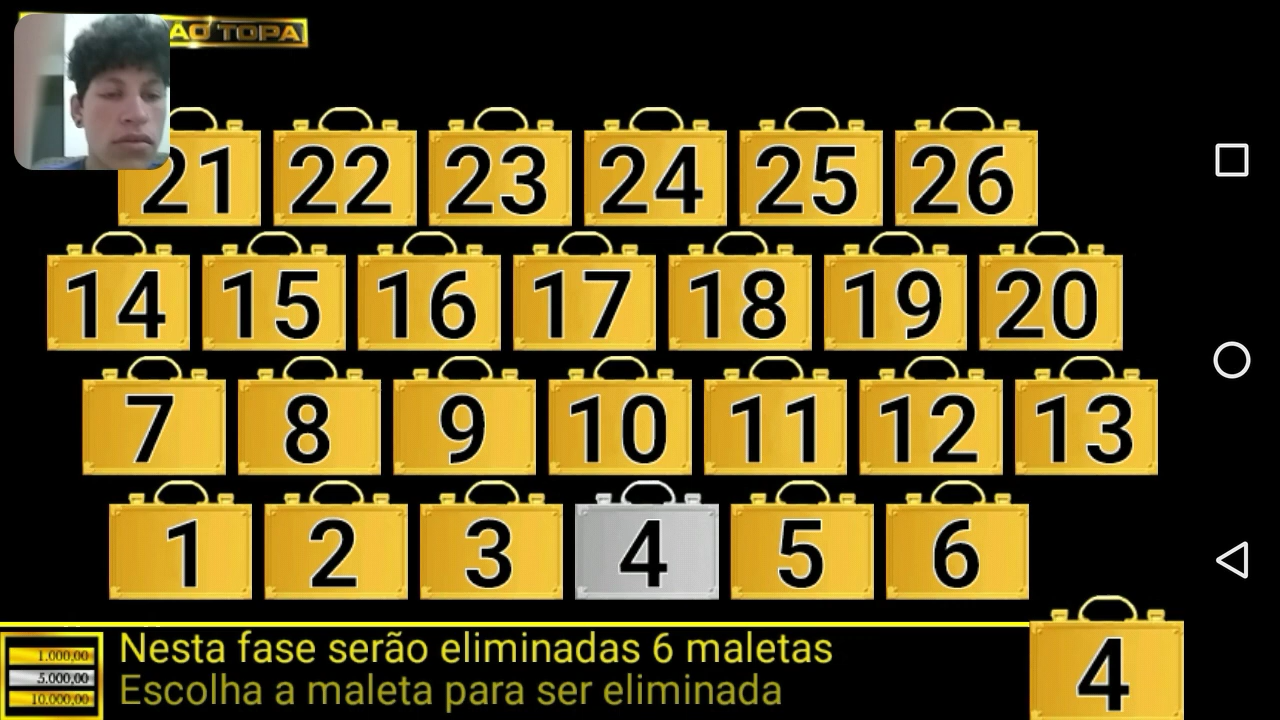 ÃO TOPA
21 22 23 24 25 26
14 15 16 17 18 19 20
7 8 9 10 11 12 13
1 2 3 4 5 6
1.000,00
5.000,00
10.000,00
Nesta fase serão eliminadas 6 maletas
Escolha a maleta para ser eliminada
4